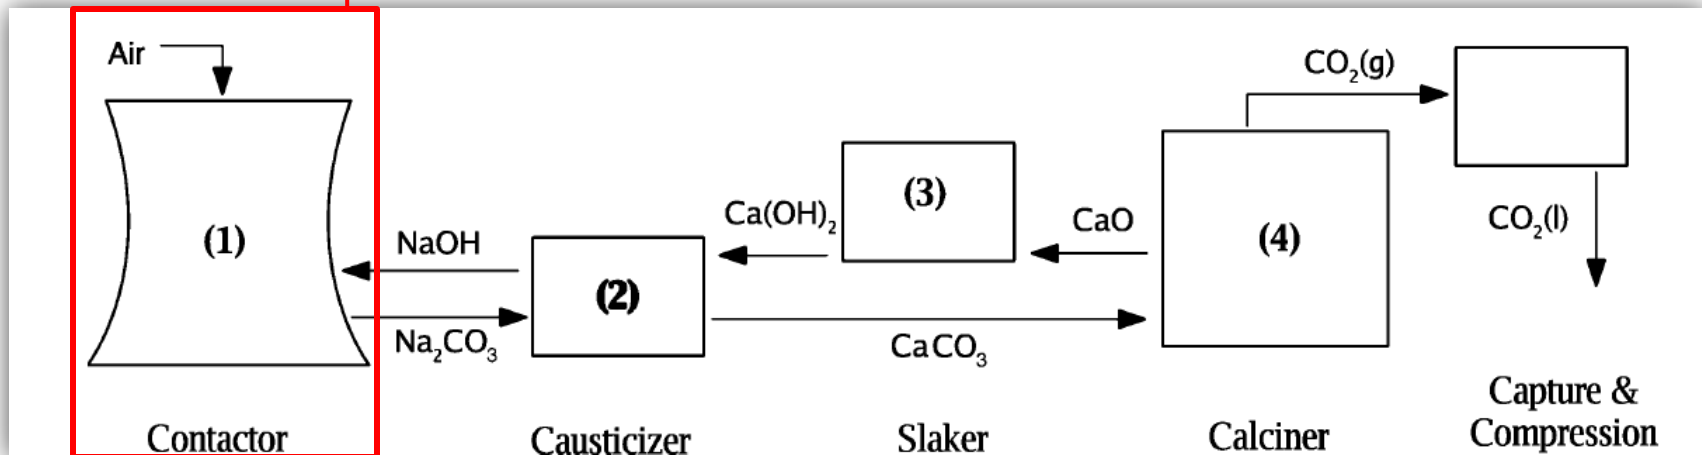 Air
(1)
Contactor
NaOH
Na₂CO₃
(2)
Causticizer
Ca(OH)₂
CaCO₃
(3)
Slaker
CaO
(4)
Calciner
CO₂(g)
CO₂(l)
Capture &
Compression